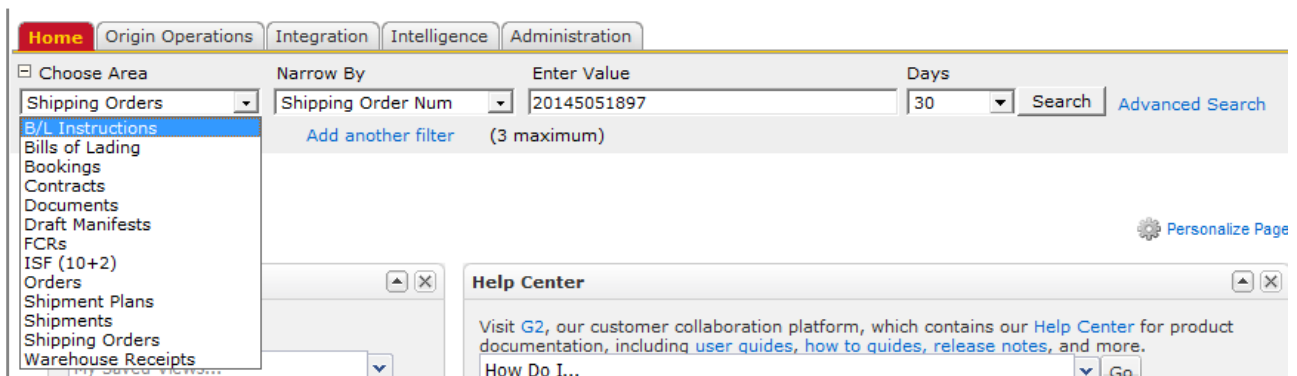 Home Origin Operations Integration Intelligence Administration
Choose Area Narrow By Enter Value Days
Shipping Orders Shipping Order Num 20145051897 30 Search Advanced Search
B/L Instructions
Add another filter (3 maximum)
Bills of Lading
Bookings
Contracts
Documents
Draft Manifests
Personalize Page
FCRs
ISF (10+2)
Orders
Help Center
Shipment Plans
Shipments
Visit G2, our customer collaboration platform, which contains our Help Center for product
Shipping Orders
documentation, including user guides, how to guides, release notes, and more.
Warehouse Receipts
My Saved Views... How Do I... Go